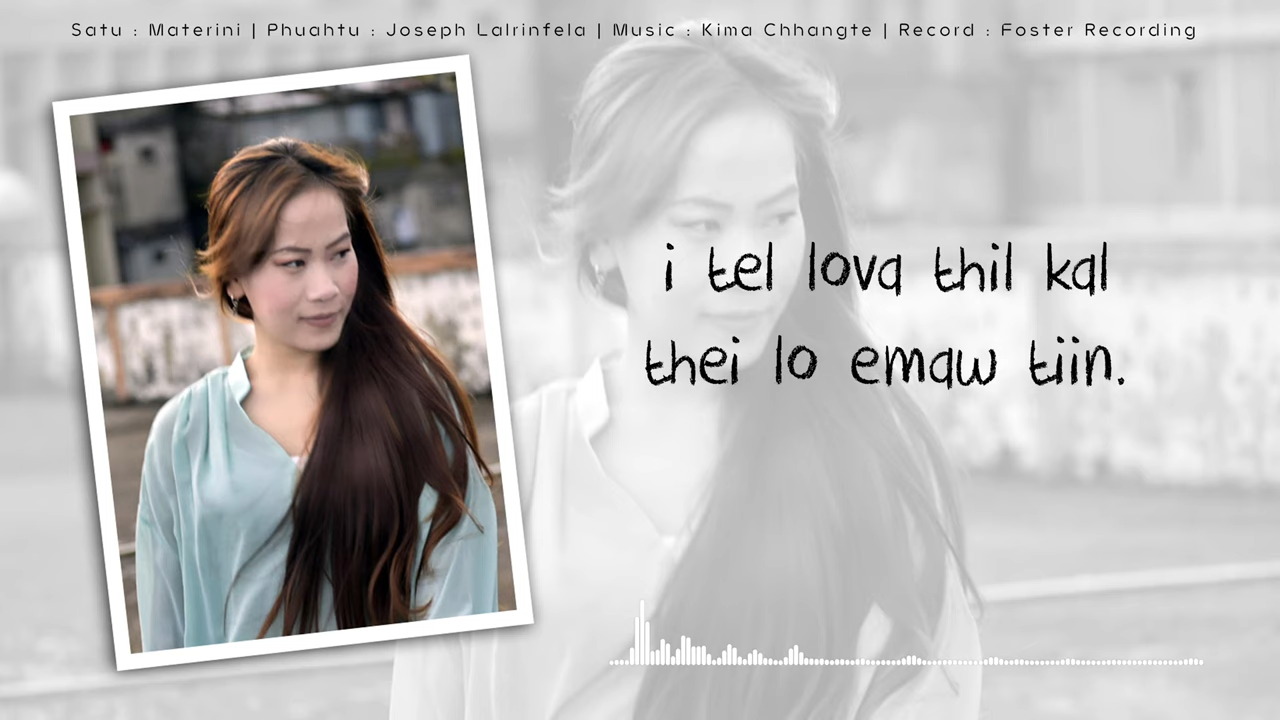 Satu : Materini | Phuahtu : Joseph Lalrinfela | Music : Kima Chhangte | Record : Foster Recording
i tel lova thil kal
thei lo emaw tiin.